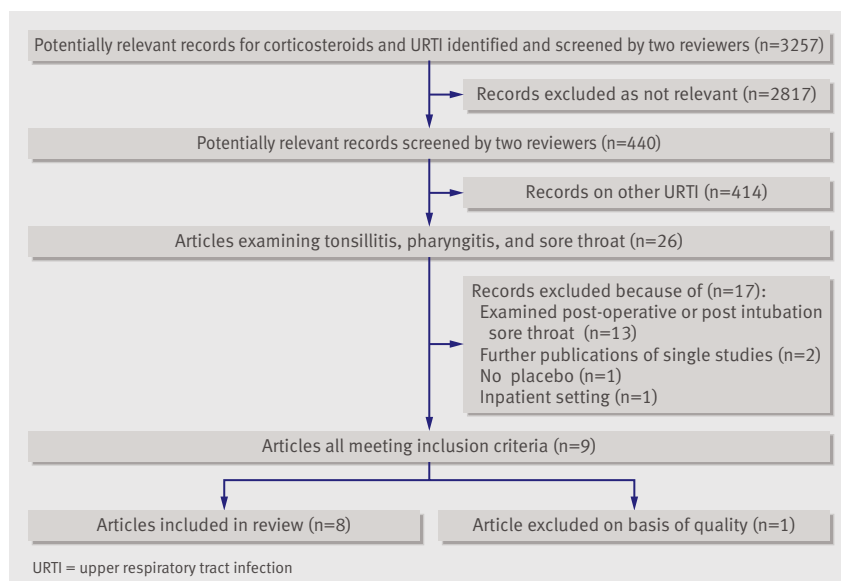 Potentially relevant records for corticosteroids and URTI identified and screened by two reviewers (n=3257)
Records excluded as not relevant (n=2817)
Potentially relevant records screened by two reviewers (n=440)
Records on other URTI (n=414)
Articles examining tonsillitis, pharyngitis, and sore throat (n=26)
Records excluded because of (n=17):
Examined post-operative or post intubation
sore throat (n=13)
Further publications of single studies (n=2)
No placebo (n=1)
Inpatient setting (n=1)
Articles all meeting inclusion criteria (n=9)
Articles included in review (n=8)
Article excluded on basis of quality (n=1)
URTI = upper respiratory tract infection